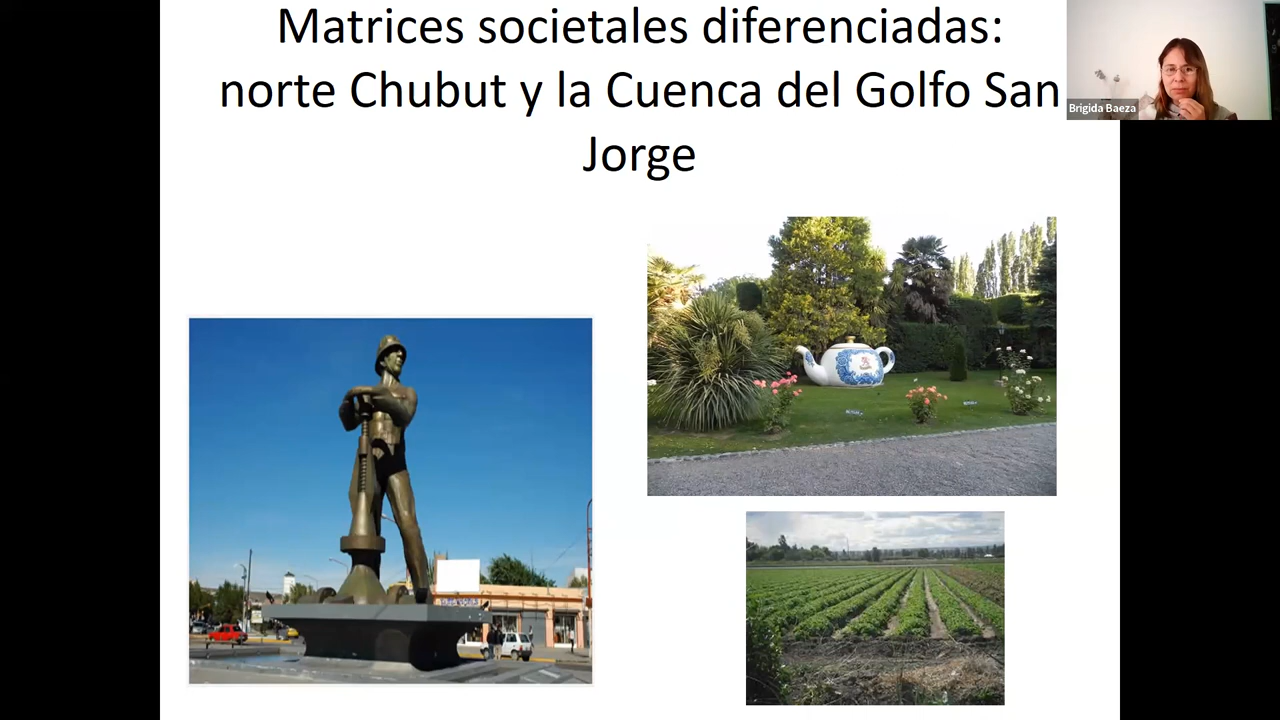 Matrices societales diferenciadas:
norte Chubut y la Cuenca del Golfo San
Jorge
Brigida Baeza